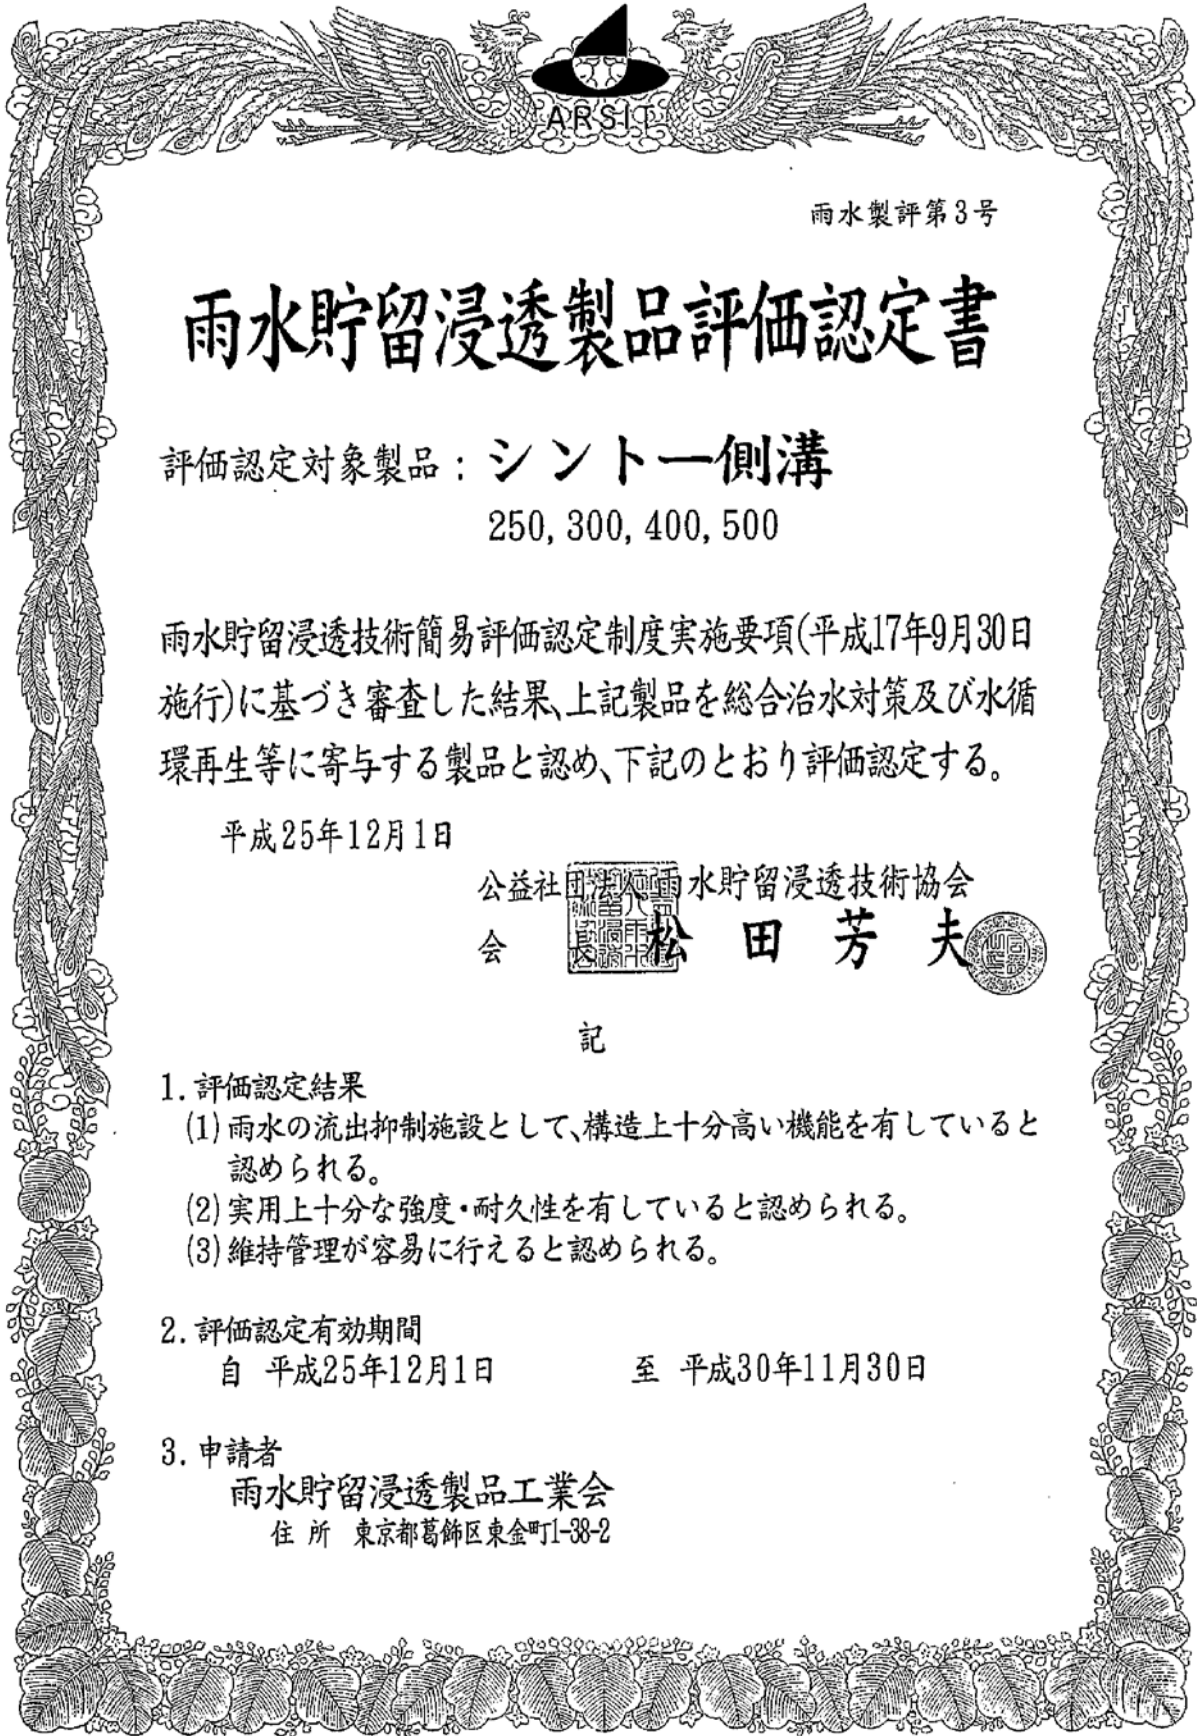 ARSIT
雨水製評第3号
雨水貯留浸透製品評価認定書
評価認定対象製品：シントー側溝
250, 300, 400, 500
雨水貯留浸透技術簡易評価認定制度実施要項(平成17年9月30日
施行)に基づき審査した結果、上記製品を総合治水対策及び水循
環再生等に寄与する製品と認め、下記のとおり評価認定する。
平成25年12月1日
公益社団法人 雨水貯留浸透技術協会
会長 松田芳夫
記
1. 評価認定結果
(1) 雨水の流出抑制施設として、構造上十分高い機能を有していると
認められる。
(2) 実用上十分な強度・耐久性を有していると認められる。
(3) 維持管理が容易に行えると認められる。
2. 評価認定有効期間
自 平成25年12月1日 至 平成30年11月30日
3. 申請者
雨水貯留浸透製品工業会
住所 東京都葛飾区東金町1-38-2